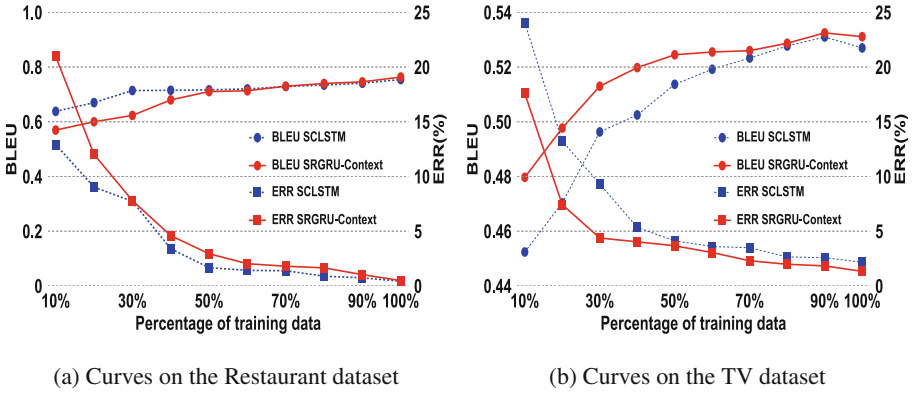 1.0
0.8
0.6
0.4
0.2
0
BLEU
25
20
15
10
5
0
ERR(%)
BLEU SCLSTM
BLEU SRGRU-Context
ERR SCLSTM
ERR SRGRU-Context
10% 30% 50% 70% 90% 100%
Percentage of training data
(a) Curves on the Restaurant dataset
0.54
0.52
0.50
0.48
0.46
0.44
BLEU
25
20
15
10
5
0
ERR(%)
BLEU SCLSTM
BLEU SRGRU-Context
ERR SCLSTM
ERR SRGRU-Context
10% 30% 50% 70% 90% 100%
Percentage of training data
(b) Curves on the TV dataset